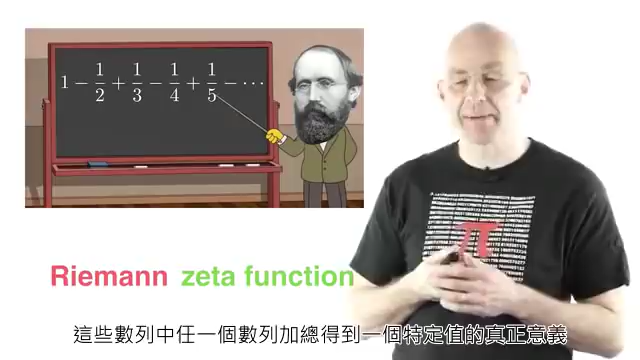 1 - 1/2 + 1/3 - 1/4 + 1/5 - ⋯
π
Riemann zeta function
這些數列中任一個數列加總得到一個特定值的真正意義